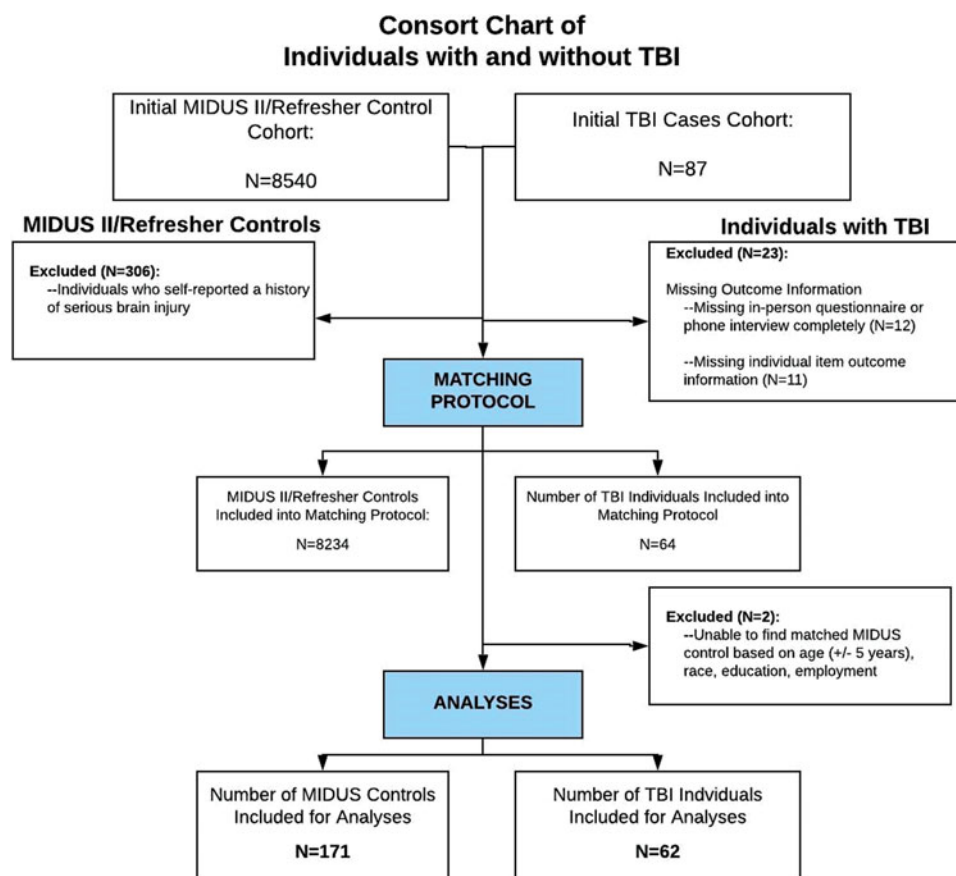 Consort Chart of
Individuals with and without TBI
Initial MIDUS II/Refresher Control
Cohort:
N=8540
Initial TBI Cases Cohort:
N=87
MIDUS II/Refresher Controls
Individuals with TBI
Excluded (N=306):
--Individuals who self-reported a history
of serious brain injury
Excluded (N=23):
Missing Outcome Information
--Missing in-person questionnaire or
phone interview completely (N=12)
--Missing individual item outcome
information (N=11)
MATCHING
PROTOCOL
MIDUS II/Refresher Controls
Included into Matching Protocol:
N=8234
Number of TBI Individuals Included into
Matching Protocol
N=64
Excluded (N=2):
--Unable to find matched MIDUS
control based on age (+/- 5 years),
race, education, employment
ANALYSES
Number of MIDUS Controls
Included for Analyses
N=171
Number of TBI Indviduals
Included for Analyses
N=62